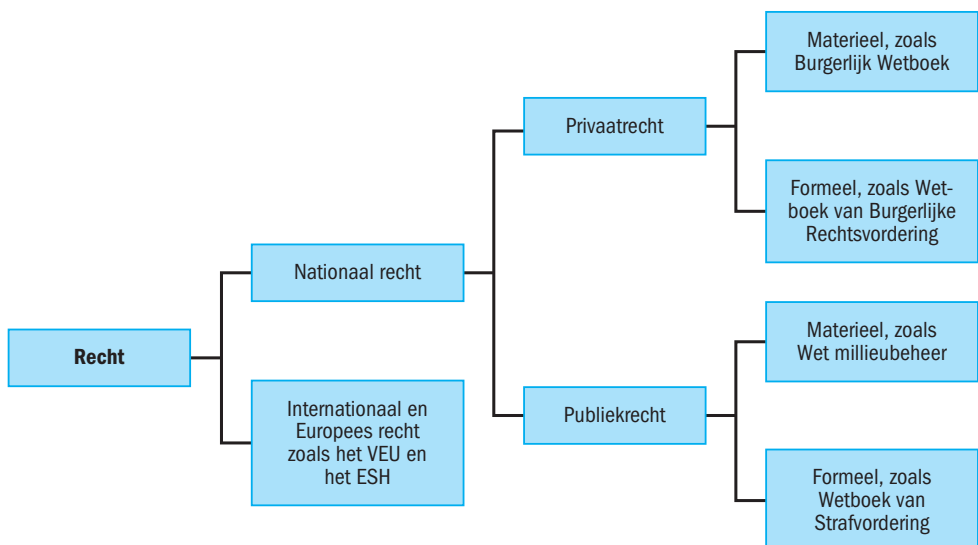 Recht
Nationaal recht
Internationaal en
Europees recht
zoals het VEU en
het ESH
Privaatrecht
Publiekrecht
Materieel, zoals
Burgerlijk Wetboek
Formeel, zoals Wet-
boek van Burgerlijke
Rechtsvordering
Materieel, zoals
Wet millieubeheer
Formeel, zoals
Wetboek van
Strafvordering